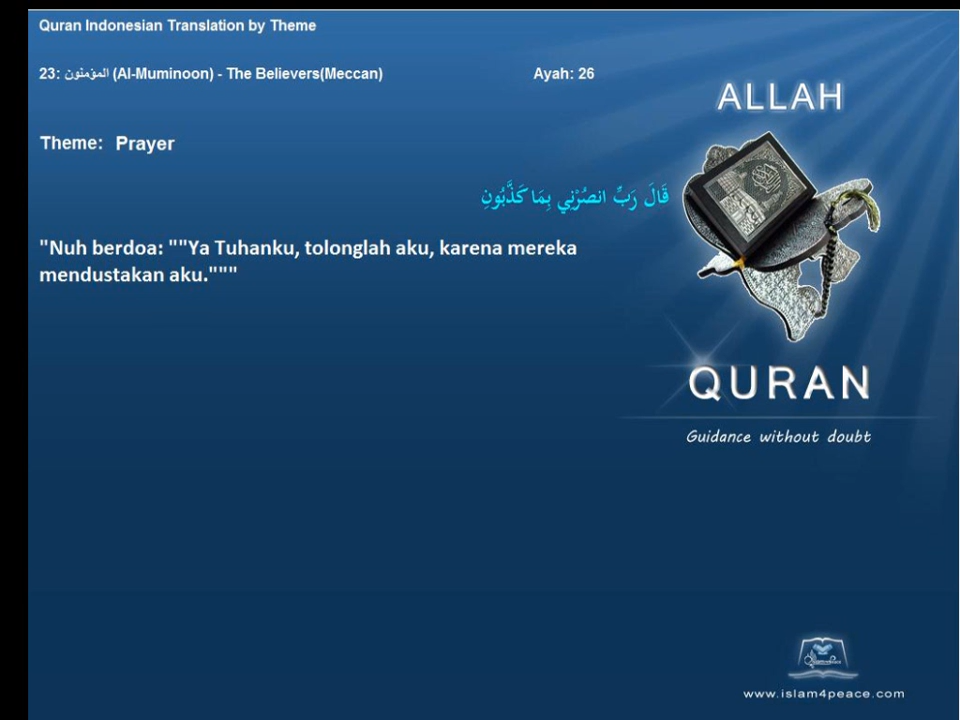 Quran Indonesian Translation by Theme
23: المؤمنون (Al-Muminoon) - The Believers(Meccan) Ayah: 26
ALLAH
Theme: Prayer
قَالَ رَبِّ انصُرْنِي بِمَا كَذَّبُونِ
"Nuh berdoa: ""Ya Tuhanku, tolonglah aku, karena mereka
mendustakan aku."""
QURAN
Guidance without doubt
www.islam4peace.com